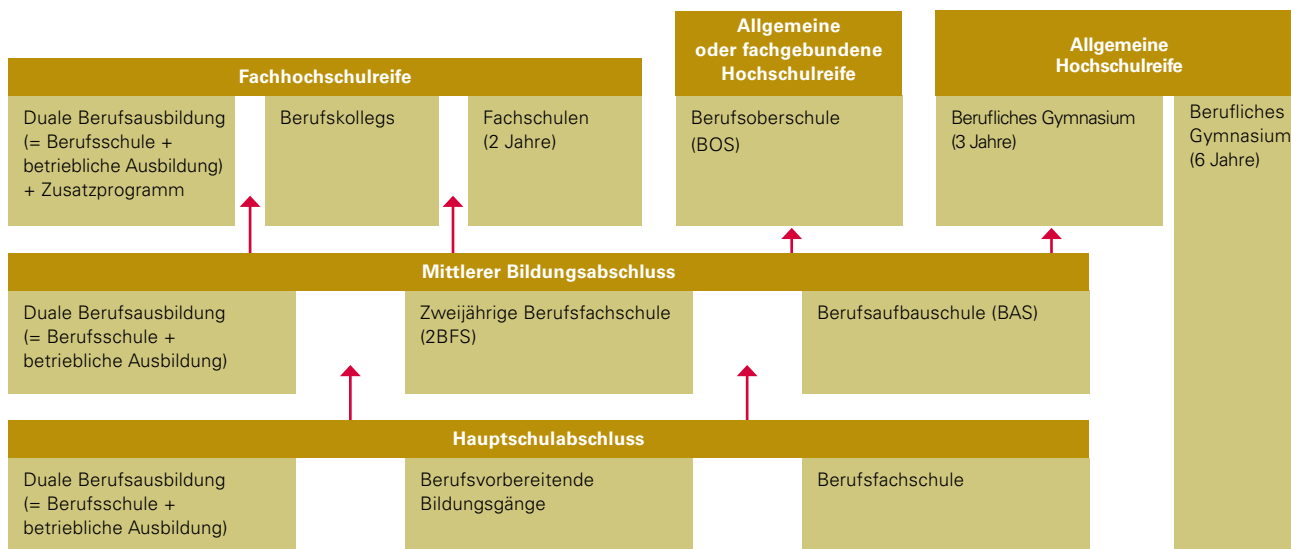 Fachhochschulreife
Duale Berufsausbildung
(= Berufsschule +
betriebliche Ausbildung)
+ Zusatzprogramm
Berufskollegs
Fachschulen
(2 Jahre)
Allgemeine
oder fachgebundene
Hochschulreife
Berufsoberschule
(BOS)
Allgemeine
Hochschulreife
Berufliches Gymnasium
(3 Jahre)
Berufliches
Gymnasium
(6 Jahre)
Mittlerer Bildungsabschluss
Duale Berufsausbildung
(= Berufsschule +
betriebliche Ausbildung)
Zweijährige Berufsfachschule
(2BFS)
Berufsaufbauschule (BAS)
Hauptschulabschluss
Duale Berufsausbildung
(= Berufsschule +
betriebliche Ausbildung)
Berufsvorbereitende
Bildungsgänge
Berufsfachschule